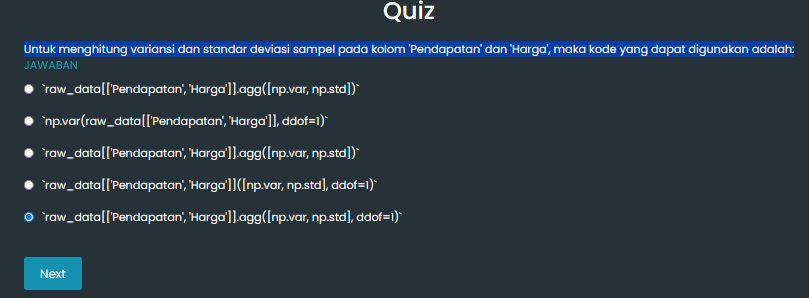 Quiz
Untuk menghitung variansi dan standar deviasi sampel pada kolom 'Pendapatan' dan 'Harga', maka kode yang dapat digunakan adalah:
JAWABAN
`raw_data[['Pendapatan', 'Harga']].agg([np.var, np.std])`
`np.var(raw_data[['Pendapatan', 'Harga']], ddof=1)`
`raw_data[['Pendapatan', 'Harga']].agg([np.var, np.std])`
`raw_data[['Pendapatan', 'Harga']]([np.var, np.std], ddof=1)`
`raw_data[['Pendapatan', 'Harga']].agg([np.var, np.std], ddof=1)`
Next